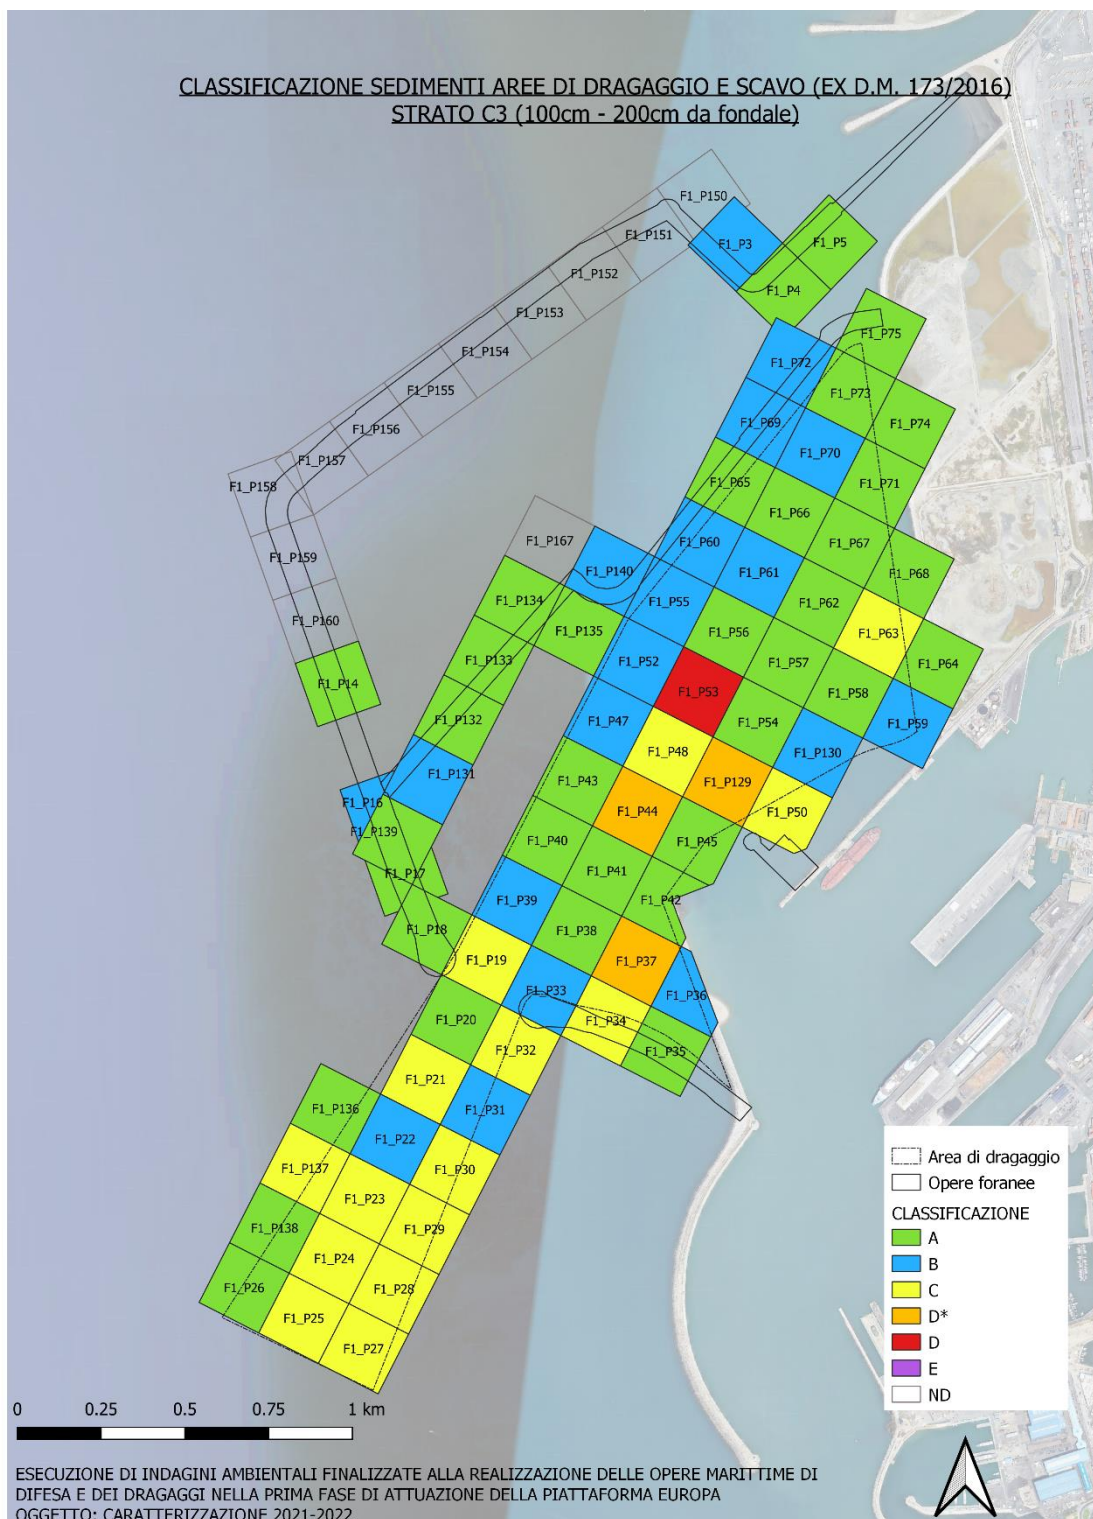 CLASSIFICAZIONE SEDIMENTI AREE DI DRAGAGGIO E SCAVO (EX D.M. 173/2016)
STRATO C3 (100cm - 200cm da fondale)
F1_P150
F1_P151
F1_P3
F1_P5
F1_P152
F1_P4
F1_P153
F1_P75
F1_P154
F1_P72
F1_P155
F1_P73
F1_P156
F1_P69
F1_P74
F1_P157
F1_P70
F1_P158
F1_P65
F1_P71
F1_P66
F1_P167
F1_P60
F1_P67
F1_P159
F1_P140
F1_P61
F1_P68
F1_P134
F1_P55
F1_P62
F1_P160
F1_P135
F1_P56
F1_P63
F1_P133
F1_P52
F1_P57
F1_P64
F1_P14
F1_P53
F1_P58
F1_P132
F1_P47
F1_P54
F1_P59
F1_P48
F1_P130
F1_P131
F1_P43
F1_P129
F1_P16
F1_P44
F1_P50
F1_P139
F1_P40
F1_P45
F1_P17
F1_P41
F1_P39
F1_P42
F1_P18
F1_P38
F1_P19
F1_P37
F1_P33
F1_P36
F1_P20
F1_P34
F1_P32
F1_P35
F1_P21
F1_P136
F1_P31
F1_P22
F1_P137
F1_P30
F1_P23
F1_P138
F1_P29
F1_P24
F1_P26
F1_P28
F1_P25
F1_P27
Area di dragaggio
Opere foranee
CLASSIFICAZIONE
A
B
C
D*
D
E
ND
0 0.25 0.5 0.75 1 km
ESECUZIONE DI INDAGINI AMBIENTALI FINALIZZATE ALLA REALIZZAZIONE DELLE OPERE MARITTIME DI
DIFESA E DEI DRAGAGGI NELLA PRIMA FASE DI ATTUAZIONE DELLA PIATTAFORMA EUROPA
OGGETTO: CARATTERIZZAZIONE 2021-2022